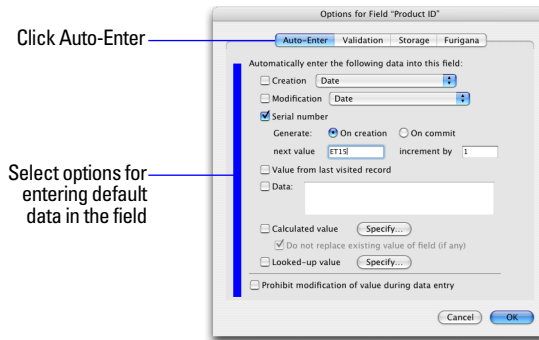 Options for Field "Product ID"
Click Auto-Enter
Auto-Enter Validation Storage Furigana
Automatically enter the following data into this field:
Creation Date
Modification Date
Serial number
Generate: On creation On commit
next value ET15 increment by 1
Value from last visited record
Select options for
entering default
data in the field
Data:
Calculated value Specify...
Do not replace existing value of field (if any)
Looked-up value Specify...
Prohibit modification of value during data entry
Cancel OK